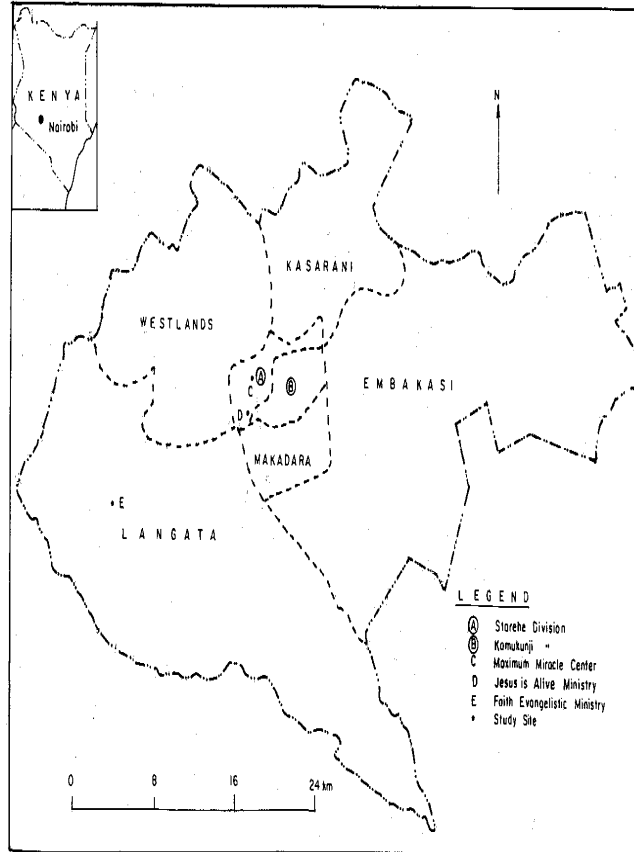 KENYA
Nairobi
N
KASARANI
WESTLANDS
A
C
B
EMBAKASI
D
MAKADARA
E
LANGATA
LEGEND
A Starehe Division
B Kamukunji "
C Maximum Miracle Center
D Jesus is Alive Ministry
E Faith Evangelistic Ministry
• Study Site
0 8 16 24 km